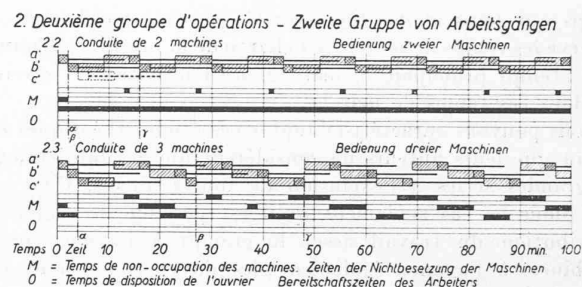 2. Deuxième groupe d'opérations - Zweite Gruppe von Arbeitsgängen
2.2 Conduite de 2 machines Bedienung zweier Maschinen
a'
b'
c'
M
O
α
β γ
2.3 Conduite de 3 machines Bedienung dreier Maschinen
a'
b'
c'
M
O
α β γ
Temps 0 Zeit 10 20 30 40 50 60 70 80 90 min. 100
M = Temps de non-occupation des machines. Zeiten der Nichtbesetzung der Maschinen
O = Temps de disposition de l'ouvrier Bereitschaftszeiten des Arbeiters